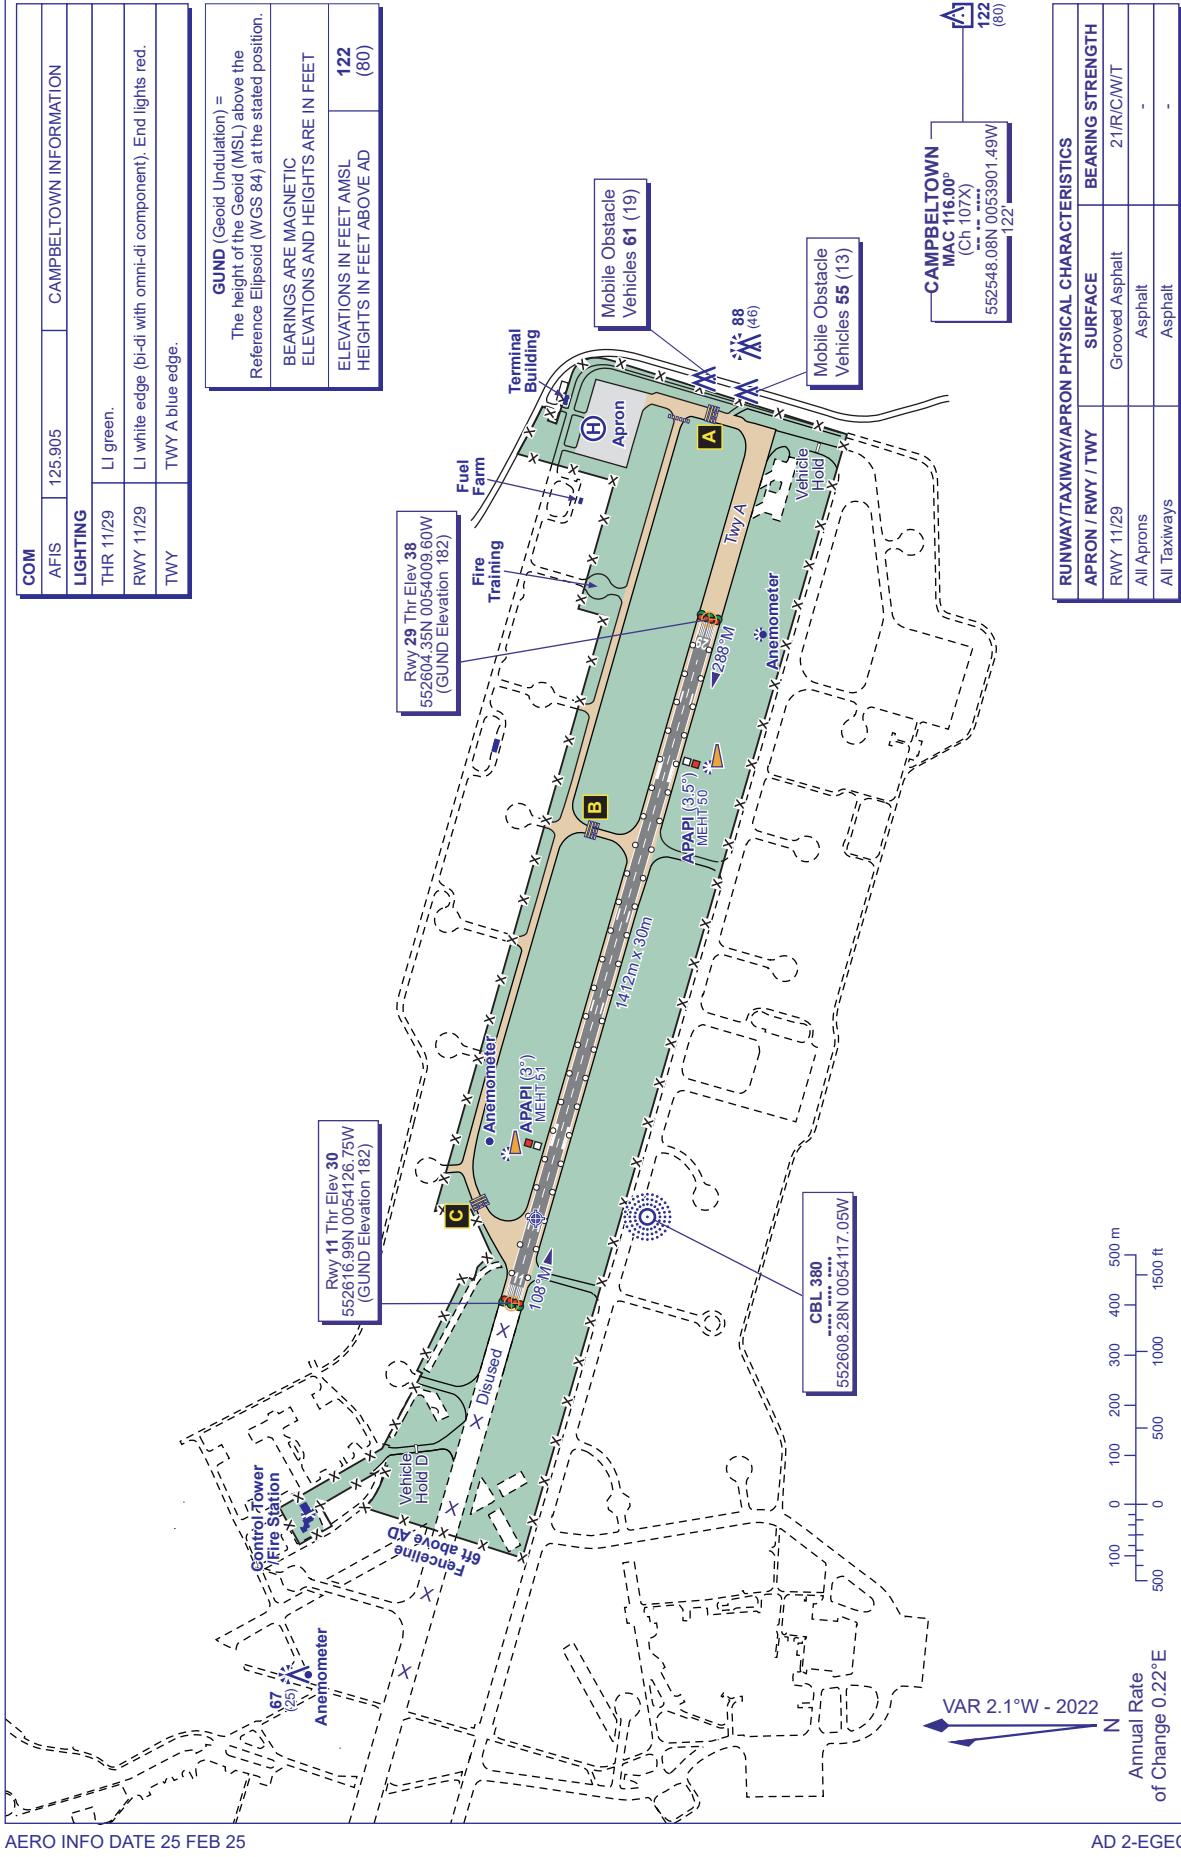 COM
AFIS 125.905 CAMPBELTOWN INFORMATION
LIGHTING
THR 11/29 LI green.
RWY 11/29 LI white edge (bi-di with omni-di component). End lights red.
TWY TWY A blue edge.
GUND (Geoid Undulation) =
The height of the Geoid (MSL) above the
Reference Elipsoid (WGS 84) at the stated position.
BEARINGS ARE MAGNETIC
ELEVATIONS AND HEIGHTS ARE IN FEET
ELEVATIONS IN FEET AMSL 122
HEIGHTS IN FEET ABOVE AD (80)
Rwy 11 Thr Elev 30
552616.99N 0054126.75W
(GUND Elevation 182)
Rwy 29 Thr Elev 38
552604.35N 0054009.60W
(GUND Elevation 182)
Control Tower
/Fire Station
67
(25)
Anemometer
Fenceline
6ft above AD
Vehicle
Hold D
Disused
X
X
X
X
X
108°M
C
Anemometer
APAPI (3°)
MEHT 51
1412m x 30m
B
APAPI (3.5°)
MEHT 50
288°M
29
11
Anemometer
Fire
Training
Fuel
Farm
Terminal
Building
H
Apron
A
Twy A
Vehicle
Hold
Mobile Obstacle
Vehicles 61 (19)
88
(46)
Mobile Obstacle
Vehicles 55 (13)
CAMPBELTOWN
MAC 116.00ᴰ
(Ch 107X)
552548.08N 0053901.49W
122'
122
(80)
CBL 380
552608.28N 0054117.05W
RUNWAY/TAXIWAY/APRON PHYSICAL CHARACTERISTICS
APRON / RWY / TWY SURFACE BEARING STRENGTH
RWY 11/29 Grooved Asphalt 21/R/C/W/T
All Aprons Asphalt -
All Taxiways Asphalt -
100 0 100 200 300 400 500 m
500 0 500 1000 1500 ft
VAR 2.1°W - 2022
N
Annual Rate
of Change 0.22°E
AERO INFO DATE 25 FEB 25